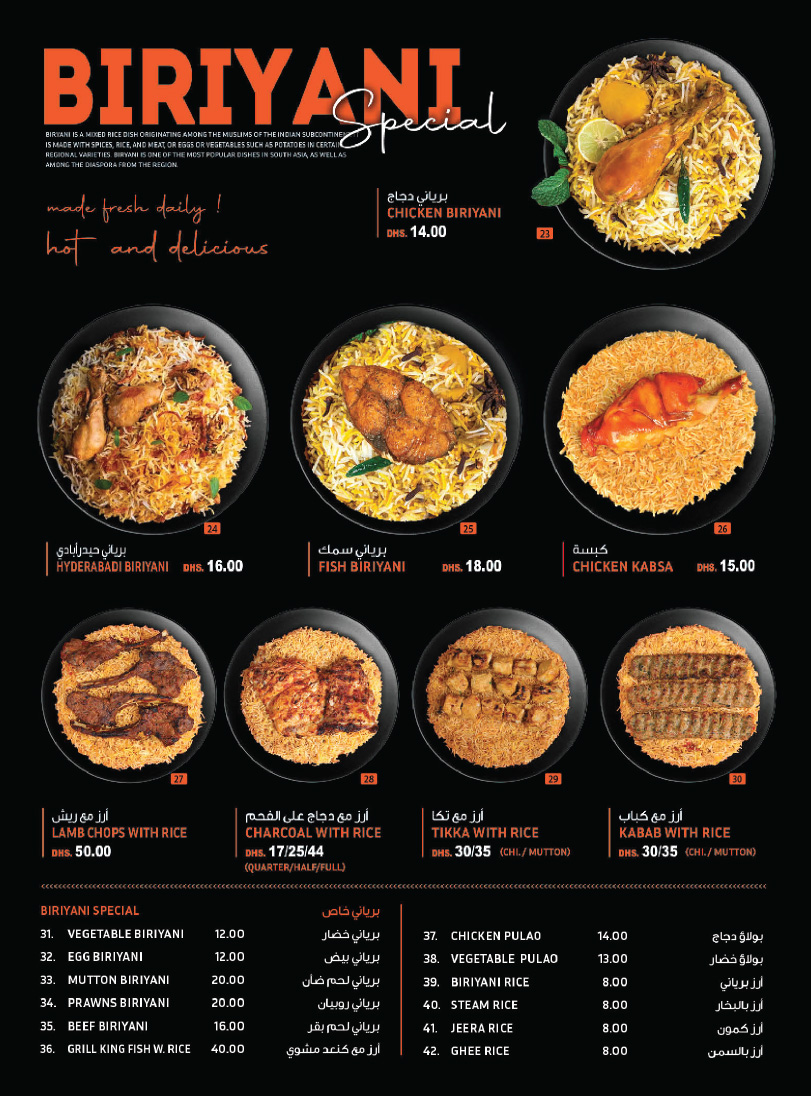 BIRIYANI
Special
BIRYANI IS A MIXED RICE DISH ORIGINATING AMONG THE MUSLIMS OF THE INDIAN SUBCONTINENT. IT
IS MADE WITH SPICES, RICE, AND MEAT, OR EGGS OR VEGETABLES SUCH AS POTATOES IN CERTAIN
REGIONAL VARIETIES. BIRYANI IS ONE OF THE MOST POPULAR DISHES IN SOUTH ASIA, AS WELL AS
AMONG THE DIASPORA FROM THE REGION.
made fresh daily !
hot and delicious
برياني دجاج
CHICKEN BIRIYANI
DHS. 14.00
23
24
برياني حيدرأبادي
HYDERABADI BIRIYANI DHS. 16.00
25
برياني سمك
FISH BIRIYANI DHS. 18.00
26
كبسة
CHICKEN KABSA DHS. 15.00
27
أرز مع ريش
LAMB CHOPS WITH RICE
DHS. 50.00
28
أرز مع دجاج على الفحم
CHARCOAL WITH RICE
DHS. 17/25/44
(QUARTER/HALF/FULL)
29
أرز مع تكا
TIKKA WITH RICE
DHS. 30/35 (CHI./ MUTTON)
30
أرز مع كباب
KABAB WITH RICE
DHS. 30/35 (CHI./ MUTTON)
BIRIYANI SPECIAL برياني خاص
31. VEGETABLE BIRIYANI 12.00 برياني خضار
32. EGG BIRIYANI 12.00 برياني بيض
33. MUTTON BIRIYANI 20.00 برياني لحم ضأن
34. PRAWNS BIRIYANI 20.00 برياني روبيان
35. BEEF BIRIYANI 16.00 برياني لحم بقر
36. GRILL KING FISH W. RICE 40.00 أرز مع كنعد مشوي
37. CHICKEN PULAO 14.00 بولاؤ دجاج
38. VEGETABLE PULAO 13.00 بولاؤ خضار
39. BIRIYANI RICE 8.00 أرز برياني
40. STEAM RICE 8.00 أرز بالبخار
41. JEERA RICE 8.00 أرز كمون
42. GHEE RICE 8.00 أرز بالسمن